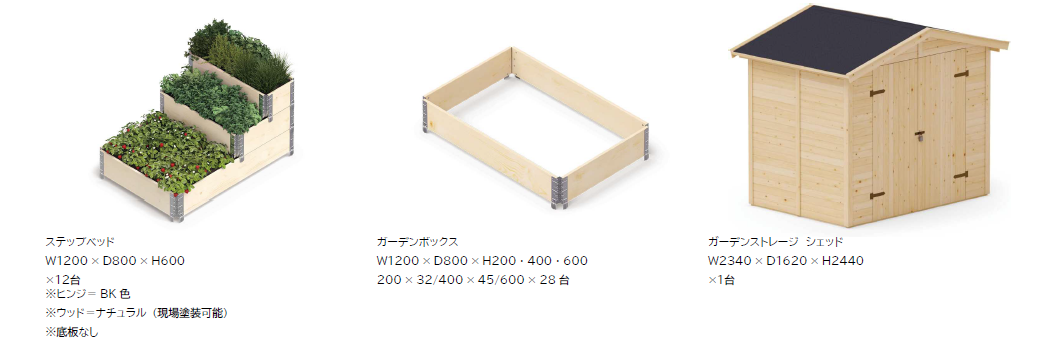 ステップベッド
W1200×D800×H600
×12台
※ヒンジ＝BK色
※ウッド＝ナチュラル（現場塗装可能）
※底板なし
ガーデンボックス
W1200×D800×H200・400・600
200×32/400×45/600×28台
ガーデンストレージ シェッド
W2340×D1620×H2440
×1台